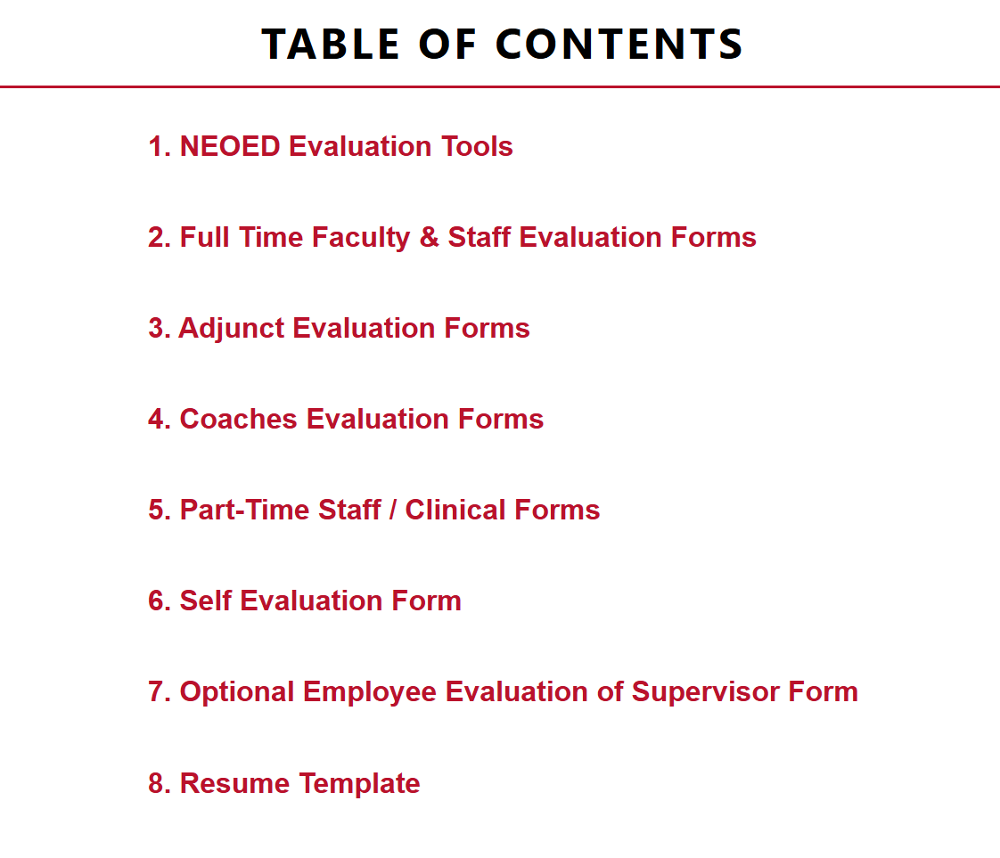 TABLE OF CONTENTS
1. NEOED Evaluation Tools
2. Full Time Faculty & Staff Evaluation Forms
3. Adjunct Evaluation Forms
4. Coaches Evaluation Forms
5. Part-Time Staff / Clinical Forms
6. Self Evaluation Form
7. Optional Employee Evaluation of Supervisor Form
8. Resume Template